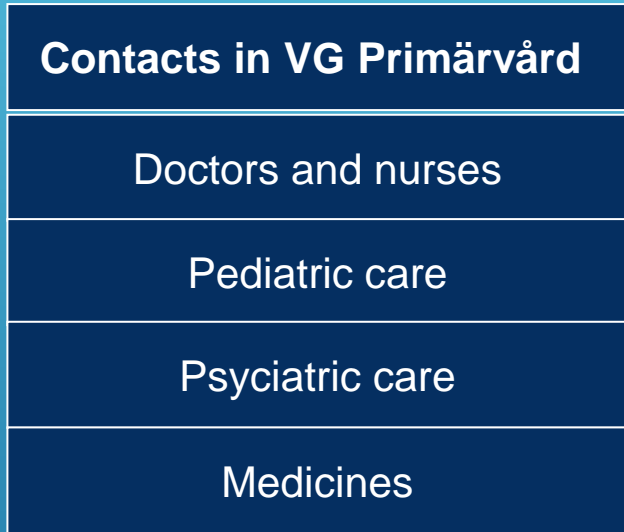 Contacts in VG Primärvård
Doctors and nurses
Pediatric care
Psyciatric care
Medicines